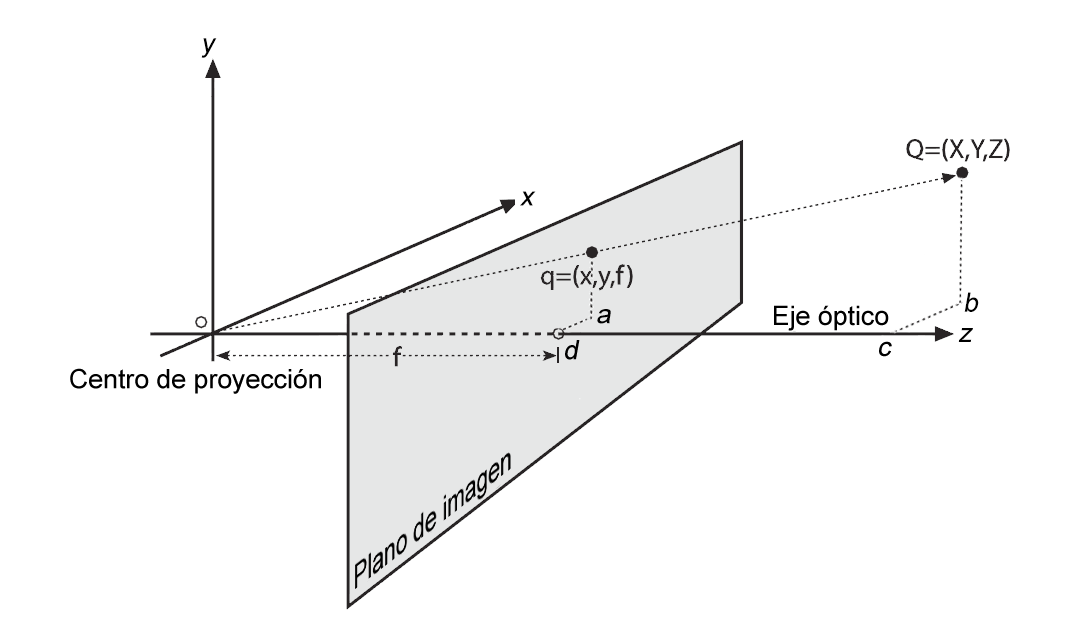 y
Q=(X,Y,Z)
x
q=(x,y,f)
a
b
O
Eje óptico
z
c
d
f
Centro de proyección
Plano de imagen